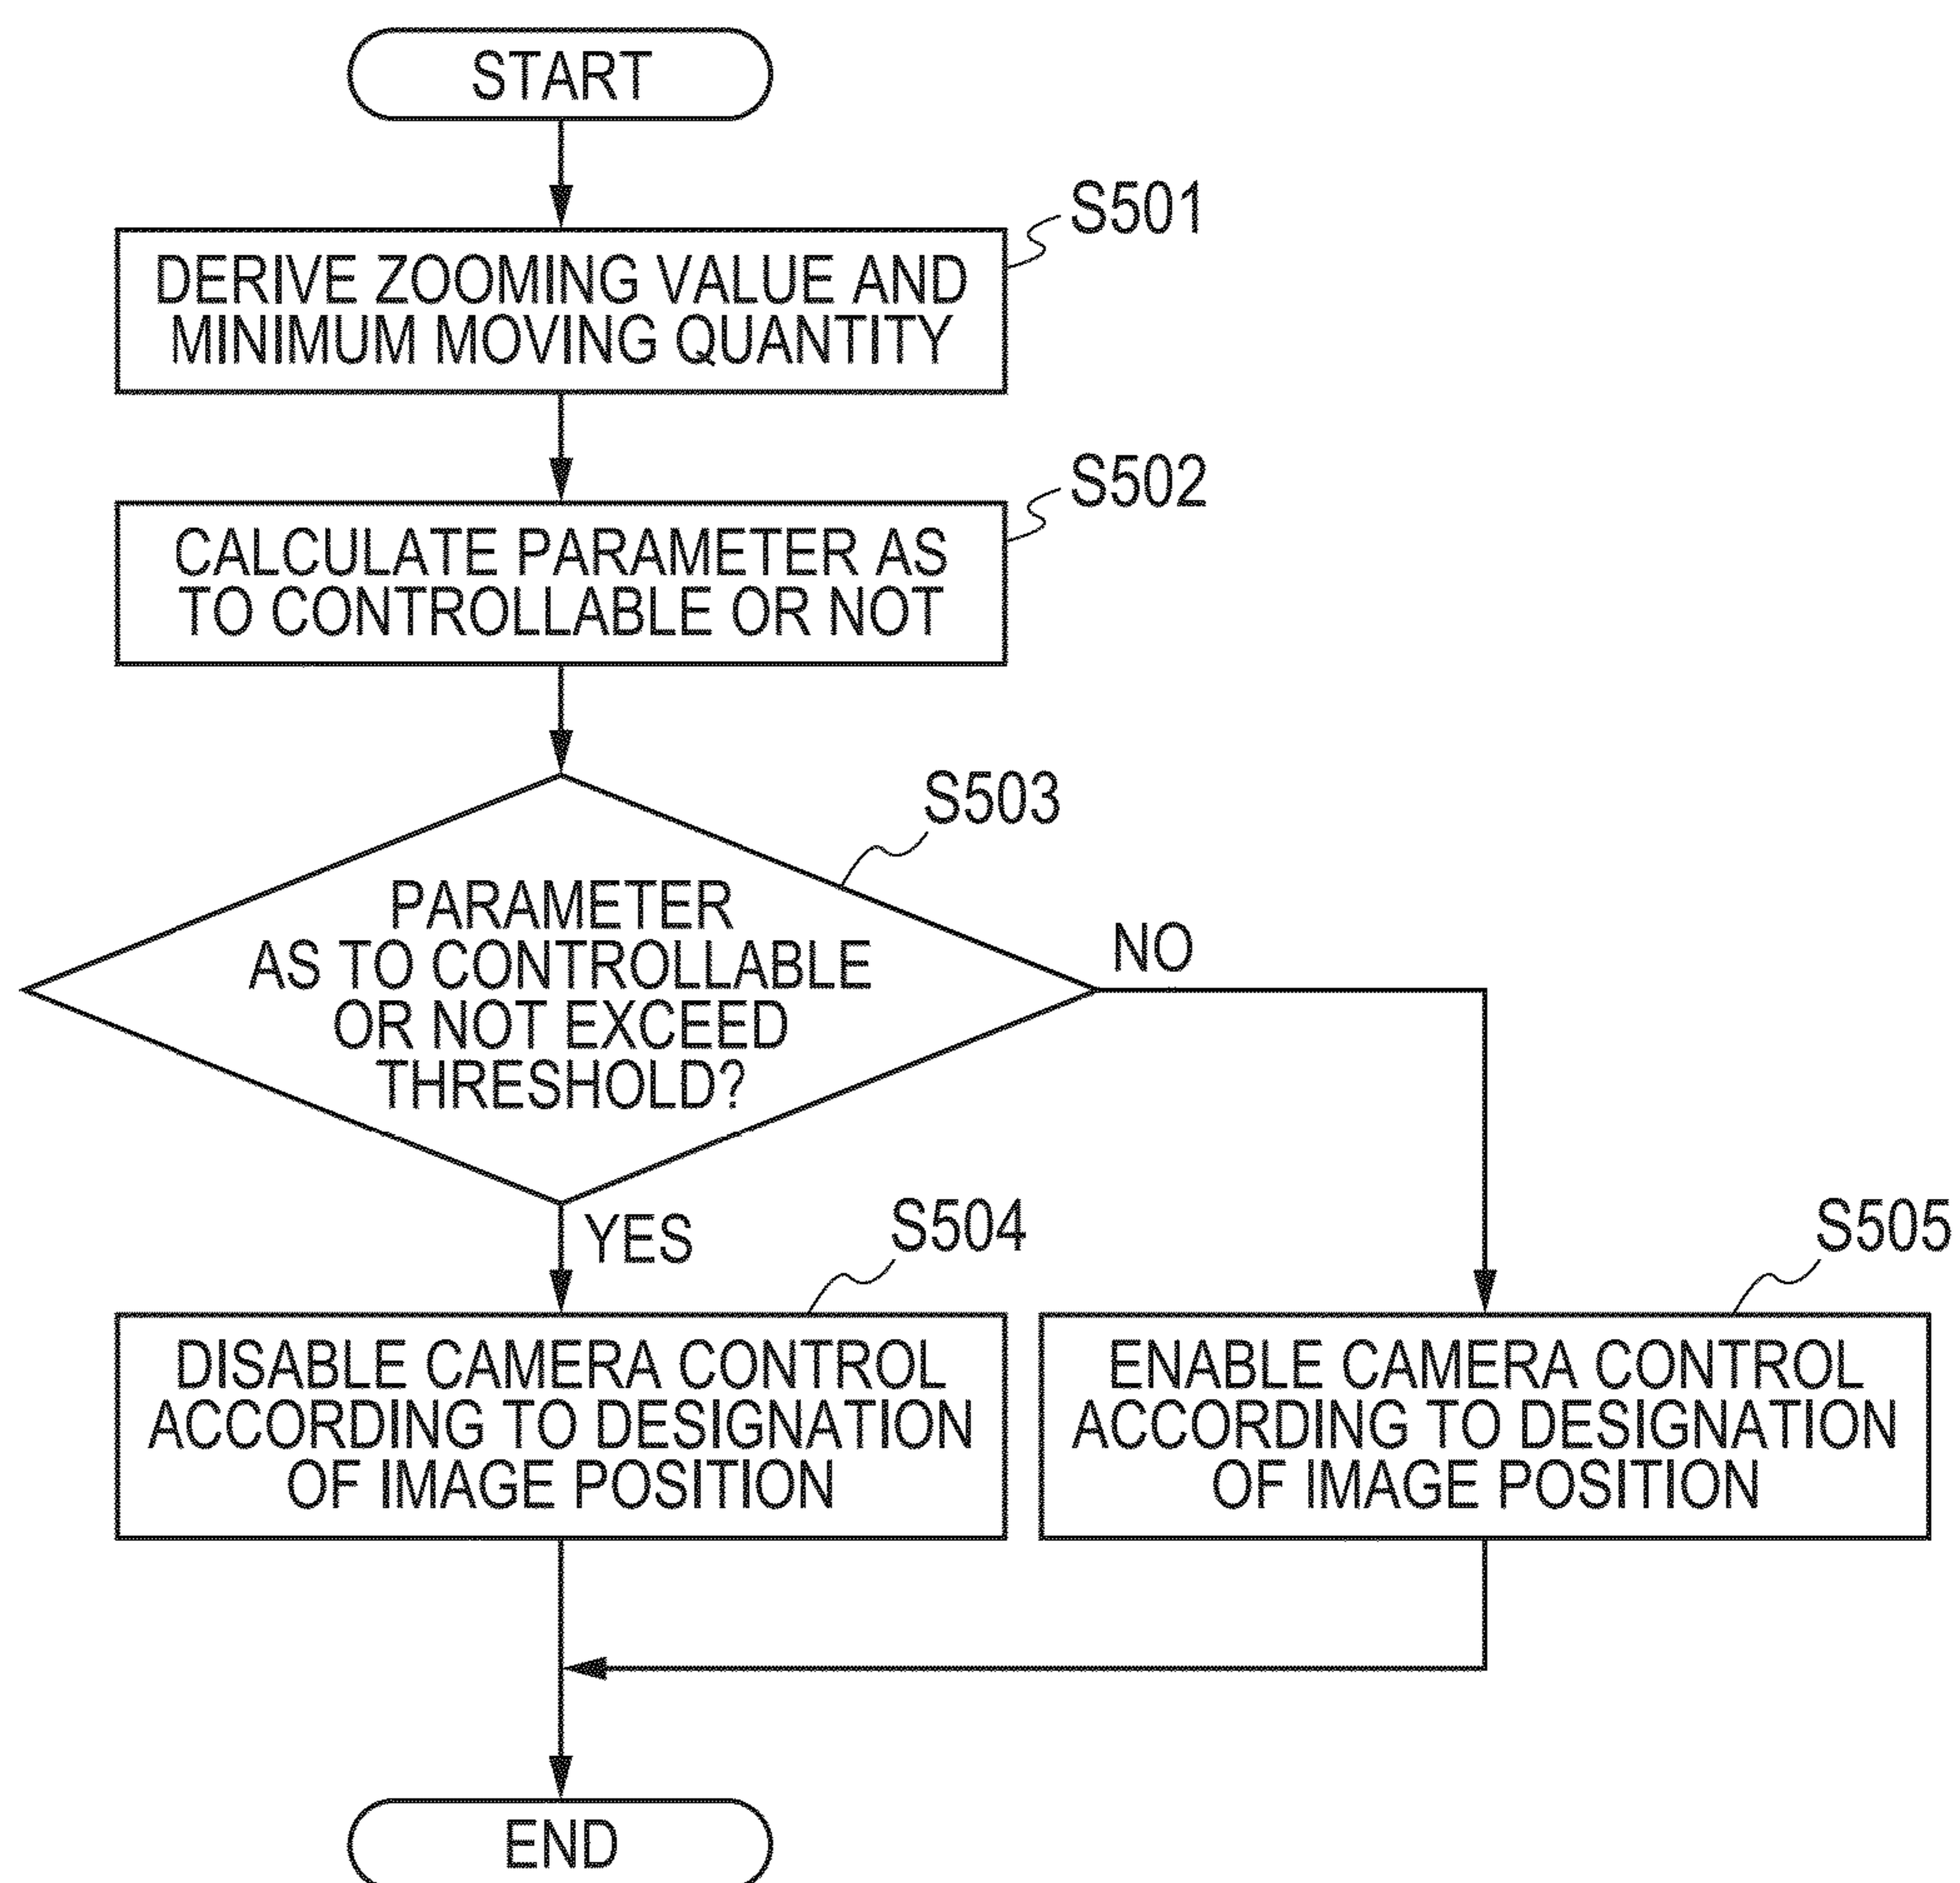 START
S501
DERIVE ZOOMING VALUE AND
MINIMUM MOVING QUANTITY
S502
CALCULATE PARAMETER AS
TO CONTROLLABLE OR NOT
S503
PARAMETER
AS TO CONTROLLABLE
OR NOT EXCEED
THRESHOLD?
NO
YES
S504
DISABLE CAMERA CONTROL
ACCORDING TO DESIGNATION
OF IMAGE POSITION
S505
ENABLE CAMERA CONTROL
ACCORDING TO DESIGNATION
OF IMAGE POSITION
END